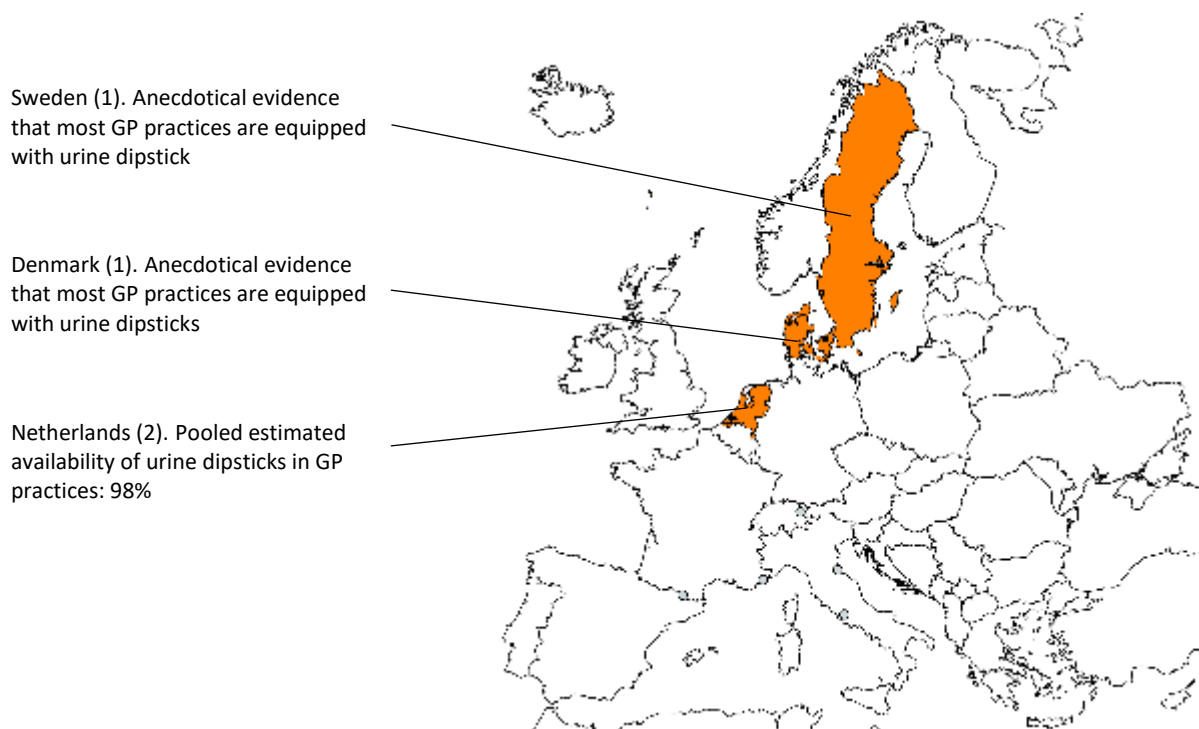 Sweden (1). Anecdotical evidence
that most GP practices are equipped
with urine dipstick
Denmark (1). Anecdotical evidence
that most GP practices are equipped
with urine dipsticks
Netherlands (2). Pooled estimated
availability of urine dipsticks in GP
practices: 98%